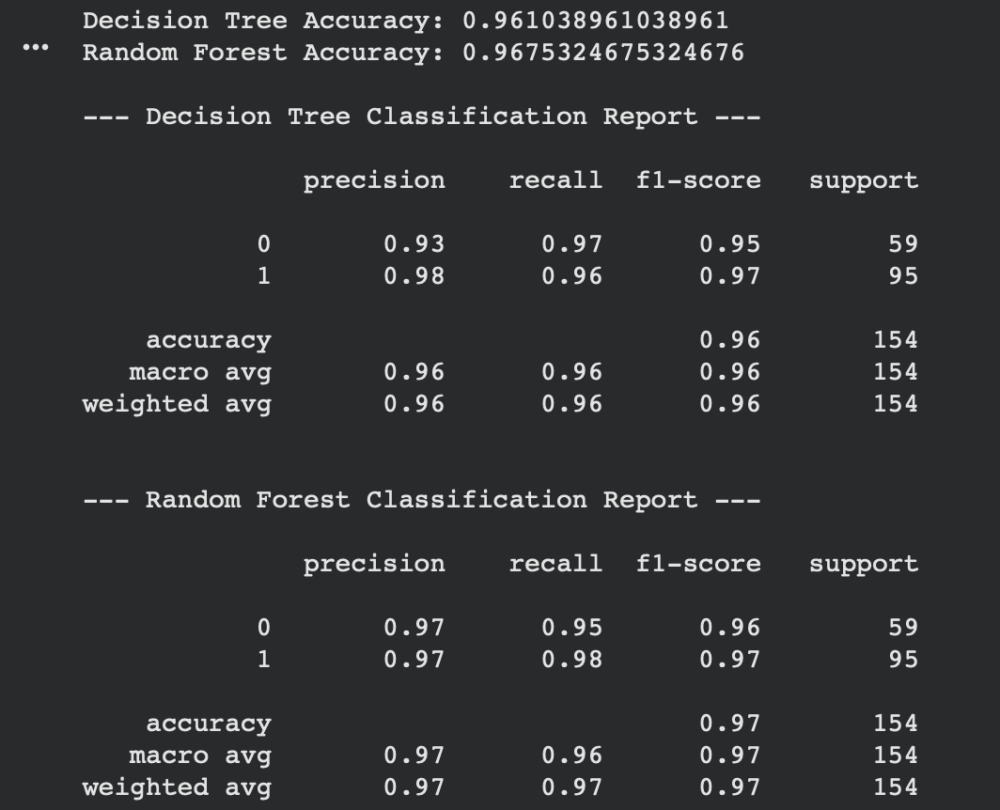 Decision Tree Accuracy: 0.961038961038961
Random Forest Accuracy: 0.9675324675324676
--- Decision Tree Classification Report ---
precision recall f1-score support
0 0.93 0.97 0.95 59
1 0.98 0.96 0.97 95
accuracy 0.96 154
macro avg 0.96 0.96 0.96 154
weighted avg 0.96 0.96 0.96 154
--- Random Forest Classification Report ---
precision recall f1-score support
0 0.97 0.95 0.96 59
1 0.97 0.98 0.97 95
accuracy 0.97 154
macro avg 0.97 0.96 0.97 154
weighted avg 0.97 0.97 0.97 154